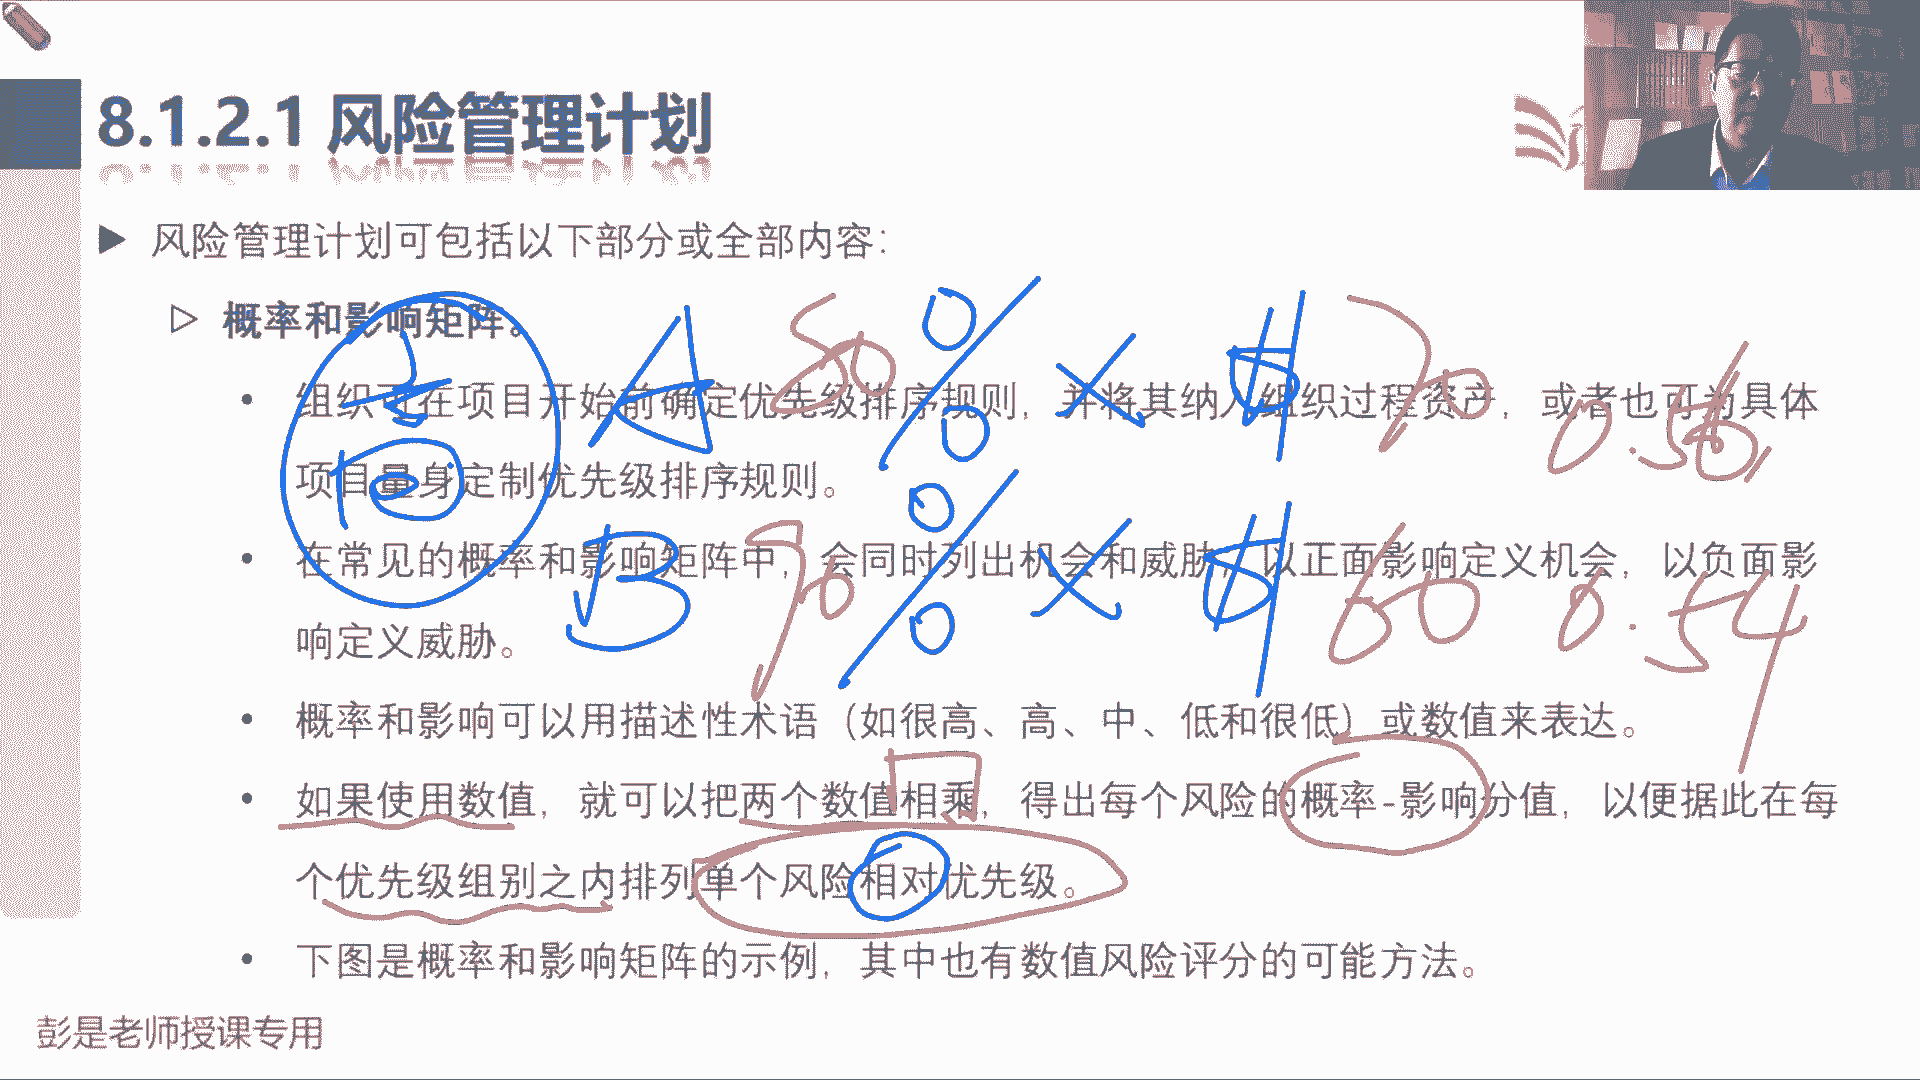 8.1.2.1 风险管理计划
风险管理计划可包括以下部分或全部内容：
概率和影响矩阵。
组织可在项目开始前确定优先级排序规则，并将其纳入组织过程资产，或者也可为具体
项目量身定制优先级排序规则。
在常见的概率和影响矩阵中，会同时列出机会和威胁，以正面影响定义机会，以负面影
响定义威胁。
概率和影响可以用描述性术语（如很高、高、中、低和很低）或数值来表达。
如果使用数值，就可以把两个数值相乘，得出每个风险的概率-影响分值，以便据此在每
个优先级组别之内排列单个风险相对优先级。
下图是概率和影响矩阵的示例，其中也有数值风险评分的可能方法。
A 80 % × $ 70 0.56
B 90 % × $ 60 0.54
彭是老师授课专用